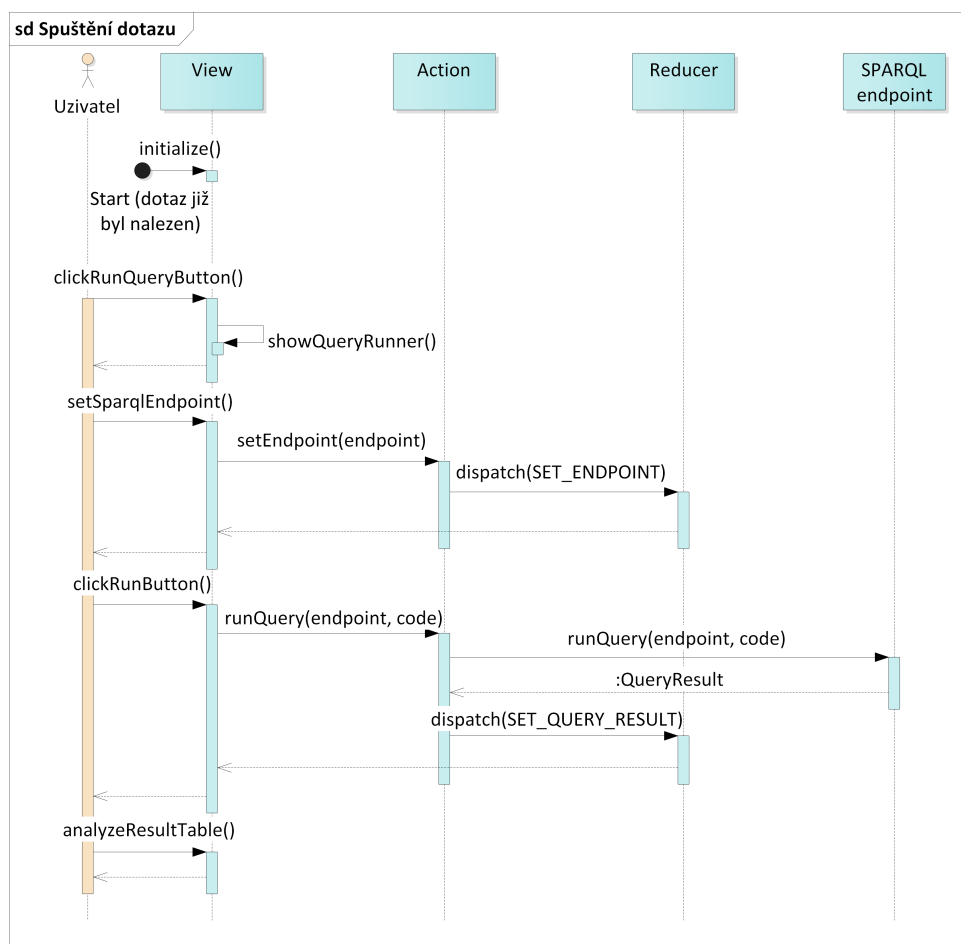 sd Spuštění dotazu
Uzivatel
View
Action
Reducer
SPARQL
endpoint
initialize()
Start (dotaz již
byl nalezen)
clickRunQueryButton()
showQueryRunner()
setSparqlEndpoint()
setEndpoint(endpoint)
dispatch(SET_ENDPOINT)
clickRunButton()
runQuery(endpoint, code)
runQuery(endpoint, code)
:QueryResult
dispatch(SET_QUERY_RESULT)
analyzeResultTable()